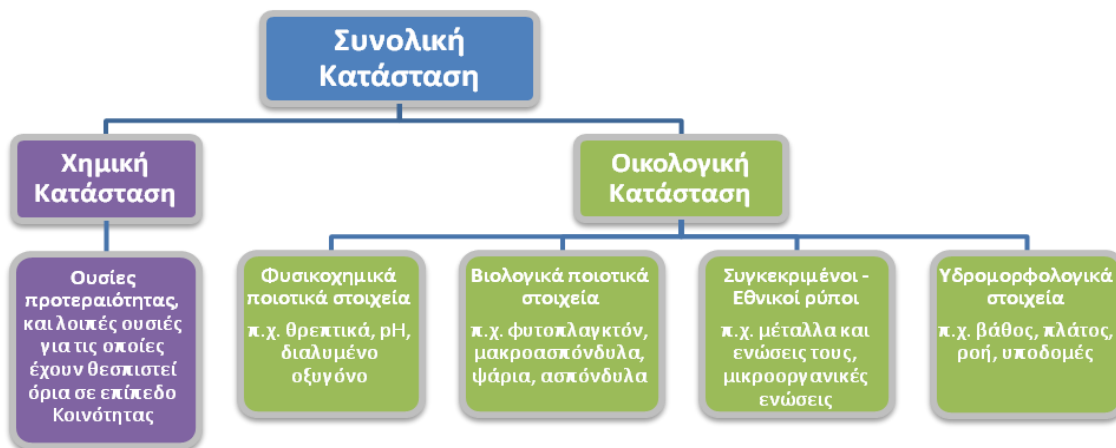 Συνολική
Κατάσταση
Χημική
Κατάσταση
Οικολογική
Κατάσταση
Ουσίες
προτεραιότητας,
και λοιπές ουσιές
για τις οποίες
έχουν θεσπιστεί
όρια σε επίπεδο
Κοινότητας
Φυσικοχημικά
ποιοτικά στοιχεία
π.χ. θρεπτικά, pH,
διαλυμένο
οξυγόνο
Βιολογικά ποιοτικά
στοιχεία
π.χ. φυτοπλαγκτόν,
μακροασπόνδυλα,
ψάρια, ασπόνδυλα
Συγκεκριμένοι -
Εθνικοί ρύποι
π.χ. μέταλλα και
ενώσεις τους,
μικροοργανικές
ενώσεις
Υδρομορφολογικά
στοιχεία
π.χ. βάθος, πλάτος,
ροή, υποδομές